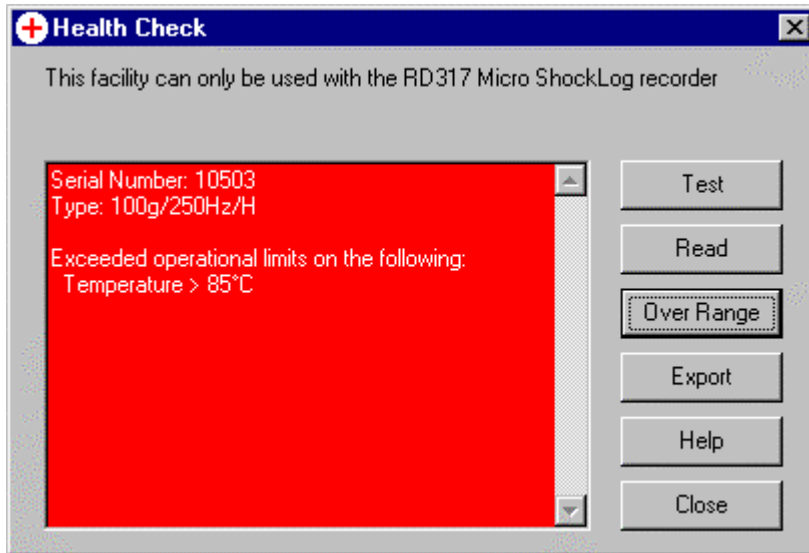 Health Check
This facility can only be used with the RD317 Micro ShockLog recorder
Serial Number: 10503
Type: 100g/250Hz/H
Exceeded operational limits on the following:
Temperature > 85°C
Test
Read
Over Range
Export
Help
Close